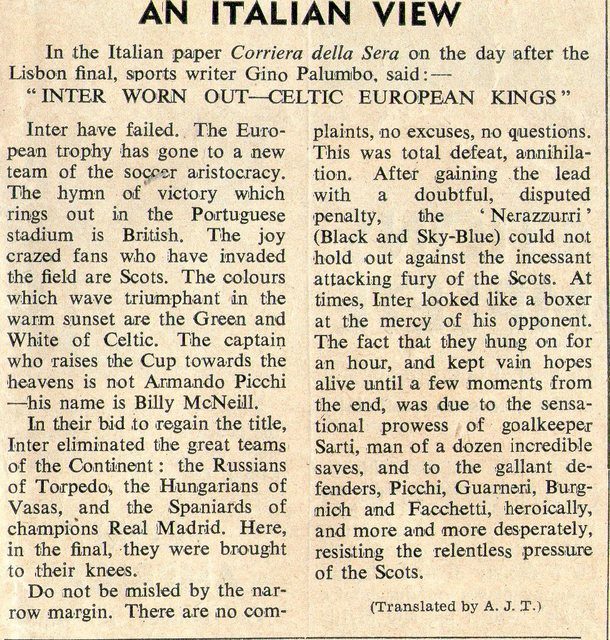 AN ITALIAN VIEW
In the Italian paper Corriera della Sera on the day after the
Lisbon final, sports writer Gino Palumbo, said:—
"INTER WORN OUT—CELTIC EUROPEAN KINGS"
Inter have failed. The Euro-
pean trophy has gone to a new
team of the soccer aristocracy.
The hymn of victory which
rings out in the Portuguese
stadium is British. The joy
crazed fans who have invaded
the field are Scots. The colours
which wave triumphant in the
warm sunset are the Green and
White of Celtic. The captain
who raises the Cup towards the
heavens is not Armando Picchi
—his name is Billy McNeill.
In their bid to regain the title,
Inter eliminated the great teams
of the Continent: the Russians
of Torpedo, the Hungarians of
Vasas, and the Spaniards of
champions Real Madrid. Here,
in the final, they were brought
to their knees.
Do not be misled by the nar-
row margin. There are no com-
plaints, no excuses, no questions.
This was total defeat, annihila-
tion. After gaining the lead
with a doubtful, disputed
penalty, the 'Nerazzurri'
(Black and Sky-Blue) could not
hold out against the incessant
attacking fury of the Scots. At
times, Inter looked like a boxer
at the mercy of his opponent.
The fact that they hung on for
an hour, and kept vain hopes
alive until a few moments from
the end, was due to the sensa-
tional prowess of goalkeeper
Sarti, man of a dozen incredible
saves, and to the gallant de-
fenders, Picchi, Guarneri, Burg-
nich and Facchetti, heroically,
and more and more desperately,
resisting the relentless pressure
of the Scots.
(Translated by A. J. T.)